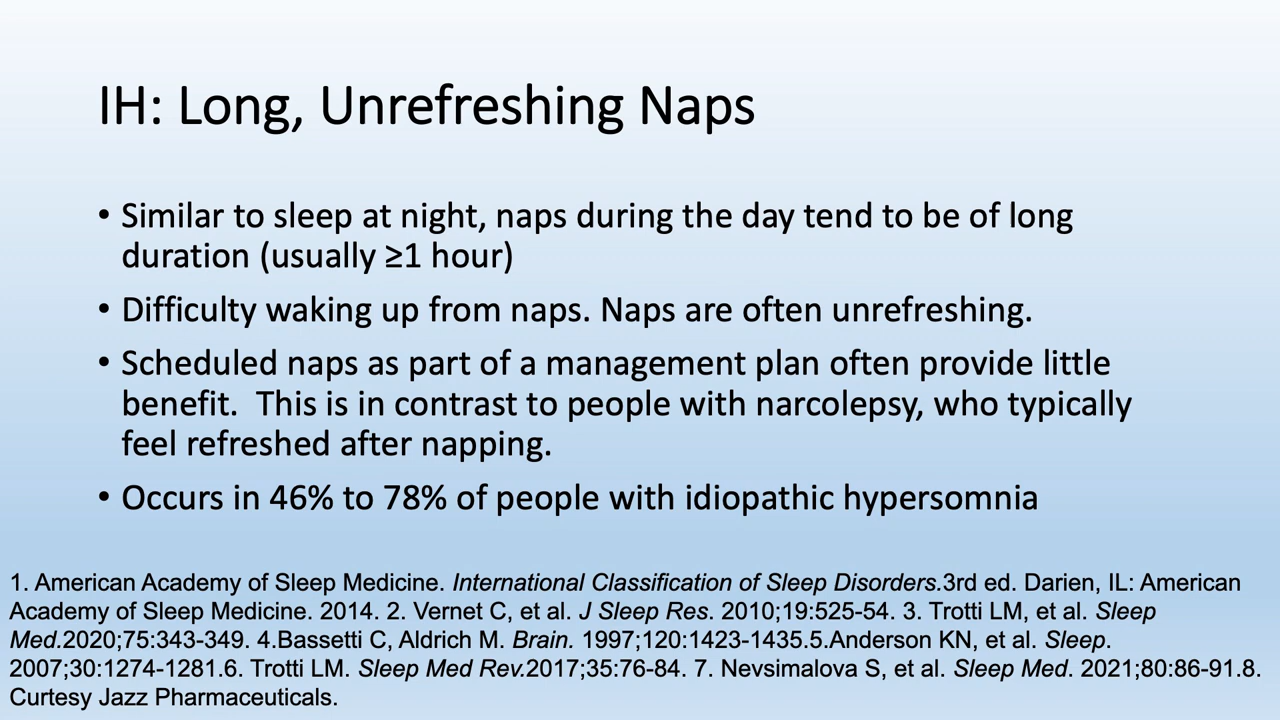 IH: Long, Unrefreshing Naps
• Similar to sleep at night, naps during the day tend to be of long
duration (usually ≥1 hour)
• Difficulty waking up from naps. Naps are often unrefreshing.
• Scheduled naps as part of a management plan often provide little
benefit.  This is in contrast to people with narcolepsy, who typically
feel refreshed after napping.
• Occurs in 46% to 78% of people with idiopathic hypersomnia
1. American Academy of Sleep Medicine. International Classification of Sleep Disorders.3rd ed. Darien, IL: American
Academy of Sleep Medicine. 2014. 2. Vernet C, et al. J Sleep Res. 2010;19:525-54. 3. Trotti LM, et al. Sleep
Med.2020;75:343-349. 4.Bassetti C, Aldrich M. Brain. 1997;120:1423-1435.5.Anderson KN, et al. Sleep.
2007;30:1274-1281.6. Trotti LM. Sleep Med Rev.2017;35:76-84. 7. Nevsimalova S, et al. Sleep Med. 2021;80:86-91.8.
Curtesy Jazz Pharmaceuticals.